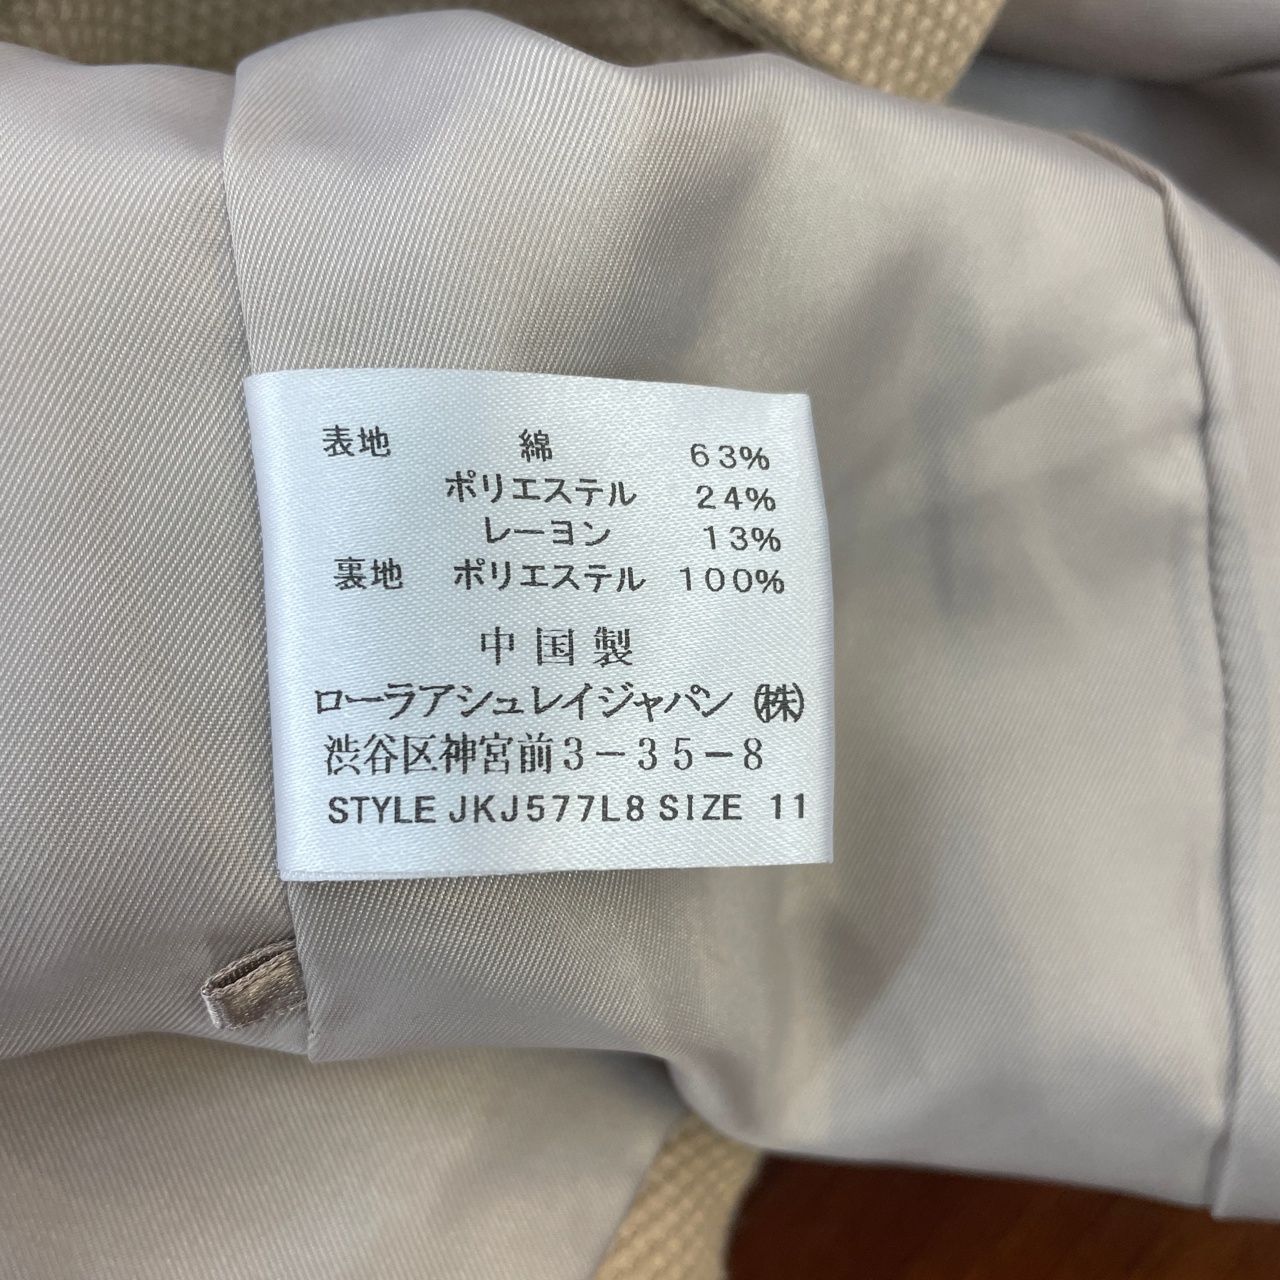 表地 綿 63%
ポリエステル 24%
レーヨン 13%
裏地 ポリエステル 100%
中国製
ローラアシュレイジャパン ㈱
渋谷区神宮前3-35-8
STYLE JKJ577L8 SIZE 11